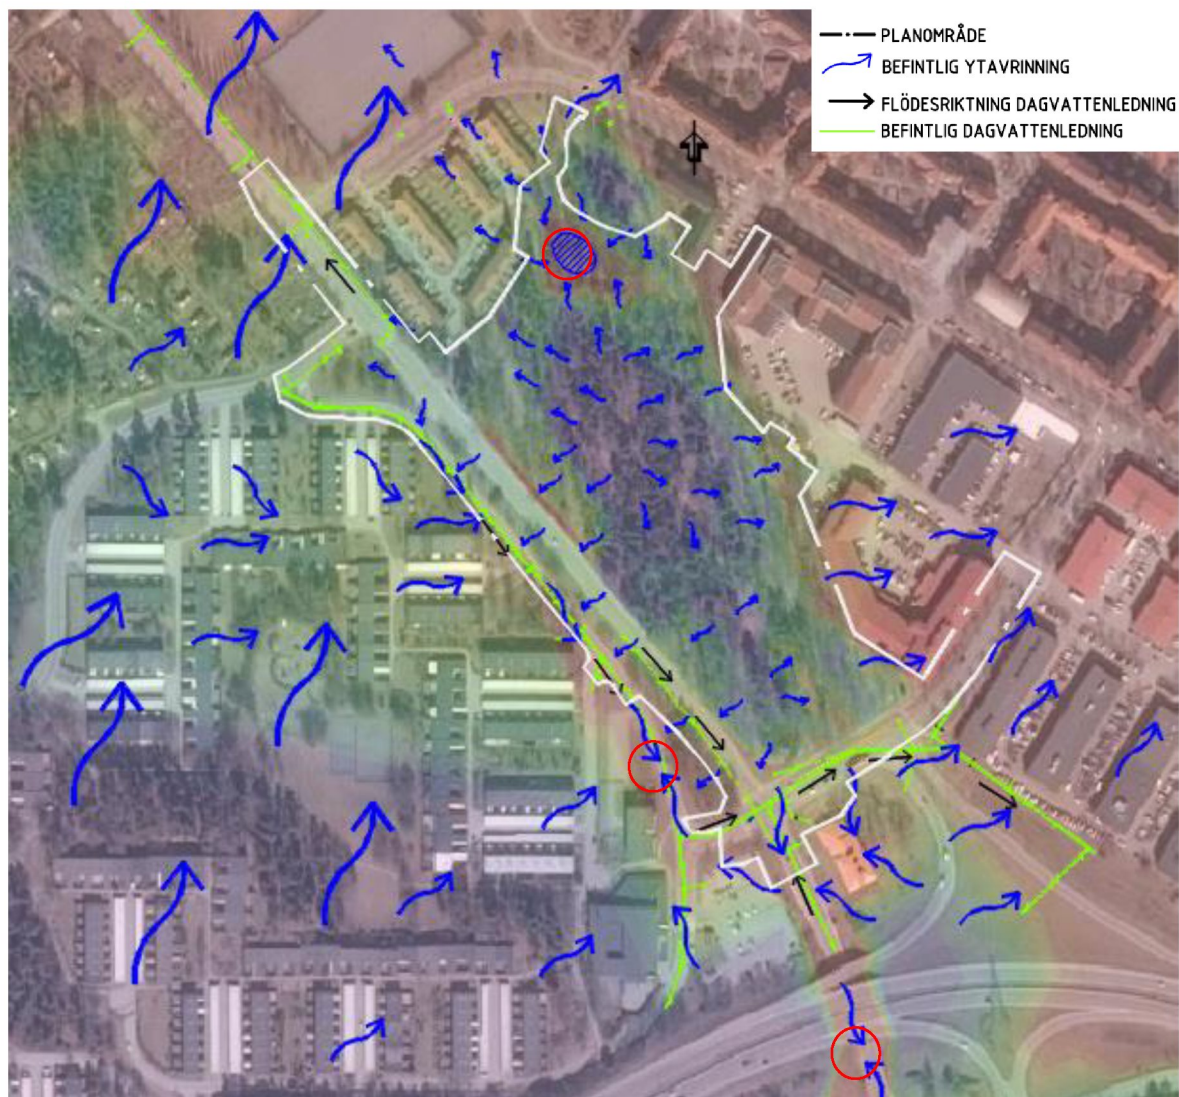 PLANOMRÅDE
BEFINTLIG YTAVRINNING
FLÖDESRIKTNING DAGVATTENLEDNING
BEFINTLIG DAGVATTENLEDNING